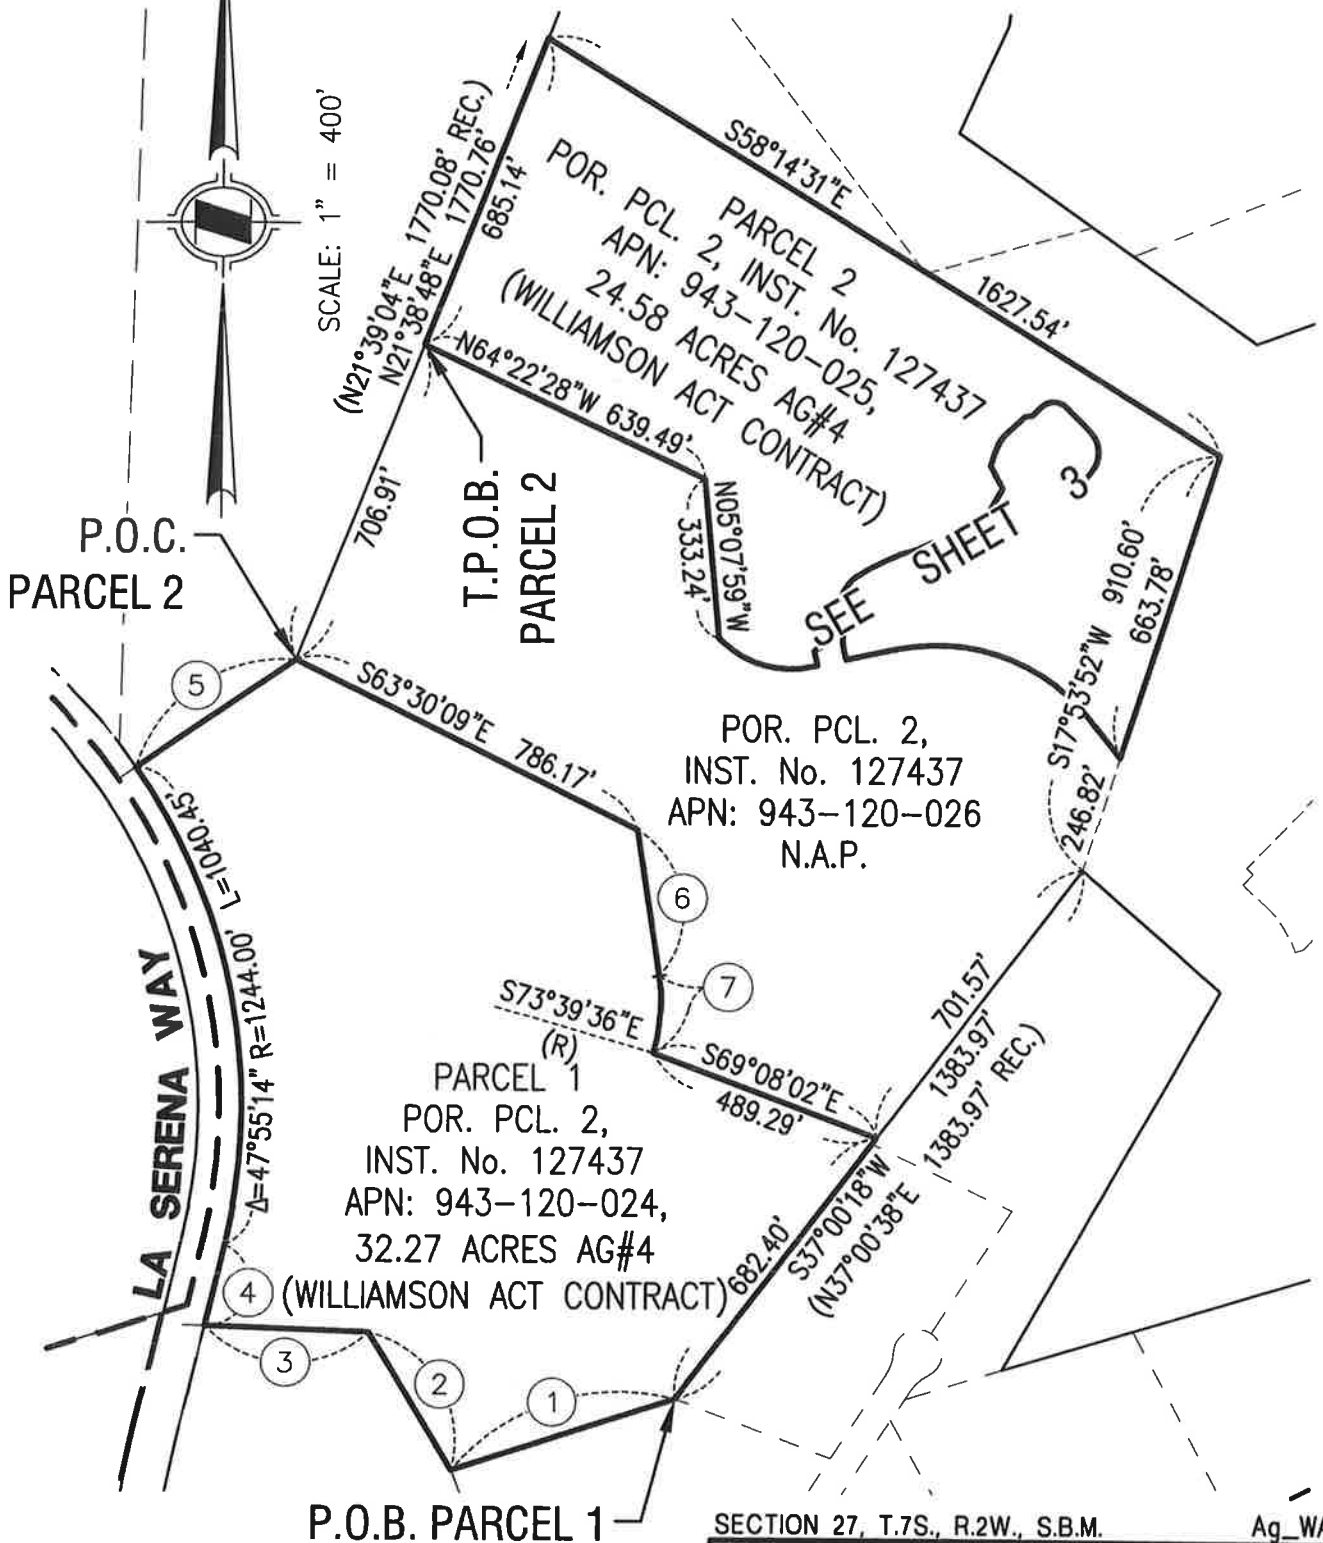 SCALE: 1" = 400'
(N21°39'04"E 1770.08' REC.)
N21°38'48"E 1770.76'
685.14'
S58°14'31"E
1627.54'
PARCEL 2
POR. PCL. 2, INST. No. 127437
APN: 943-120-025,
24.58 ACRES AG#4
(WILLIAMSON ACT CONTRACT)
N64°22'28"W 639.49'
706.91'
T.P.O.B.
PARCEL 2
P.O.C.
PARCEL 2
N05°07'59"W
333.24'
SEE SHEET 3
S17°53'52"W 910.60'
663.78'
246.82'
5
S63°30'09"E 786.17'
POR. PCL. 2,
INST. No. 127437
APN: 943-120-026
N.A.P.
6
7
S73°39'36"E
(R)
S69°08'02"E
489.29'
701.57'
1383.97'
S37°00'18"W
(N37°00'38"E 1383.97' REC.)
682.40'
LA SERENA WAY
Δ=47°55'14" R=1244.00' L=1040.45'
PARCEL 1
POR. PCL. 2,
INST. No. 127437
APN: 943-120-024,
32.27 ACRES AG#4
(WILLIAMSON ACT CONTRACT)
4
3
2
1
P.O.B. PARCEL 1
SECTION 27, T.7S., R.2W., S.B.M.
Ag_WA